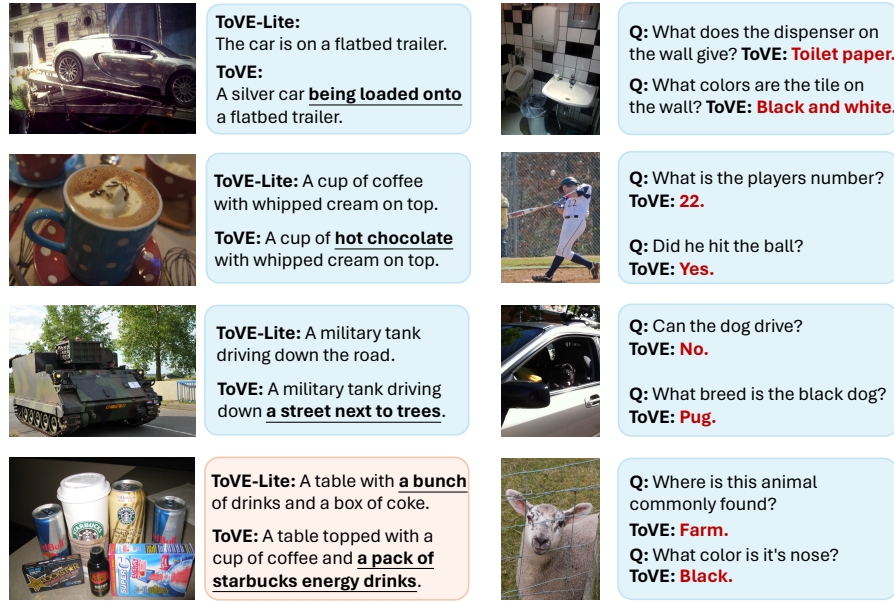 ToVE-Lite:
The car is on a flatbed trailer.
ToVE:
A silver car being loaded onto
a flatbed trailer.
Q: What does the dispenser on
the wall give? ToVE: Toilet paper.
Q: What colors are the tile on
the wall? ToVE: Black and white.
ToVE-Lite: A cup of coffee
with whipped cream on top.
ToVE: A cup of hot chocolate
with whipped cream on top.
22
Q: What is the players number?
ToVE: 22.
Q: Did he hit the ball?
ToVE: Yes.
ToVE-Lite: A military tank
driving down the road.
ToVE: A military tank driving
down a street next to trees.
Q: Can the dog drive?
ToVE: No.
Q: What breed is the black dog?
ToVE: Pug.
STARBUCKS
ToVE-Lite: A table with a bunch
of drinks and a box of coke.
ToVE: A table topped with a
cup of coffee and a pack of
starbucks energy drinks.
Q: Where is this animal
commonly found?
ToVE: Farm.
Q: What color is it's nose?
ToVE: Black.